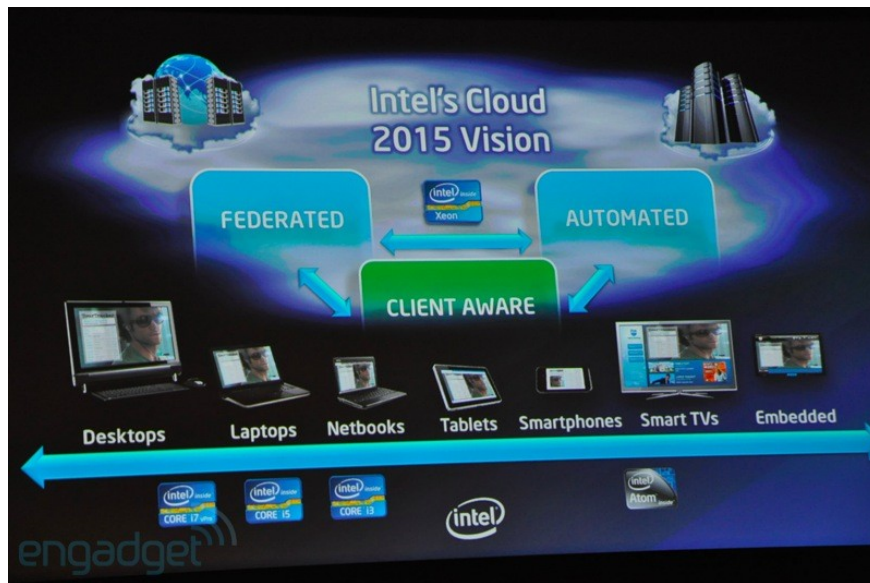 Intel's Cloud
2015 Vision
intel inside
Xeon
FEDERATED
AUTOMATED
CLIENT AWARE
Desktops
Laptops
Netbooks
Tablets
Smartphones
Smart TVs
Embedded
intel inside
CORE i7
intel inside
CORE i5
intel inside
CORE i3
intel
intel inside
Atom
engadget